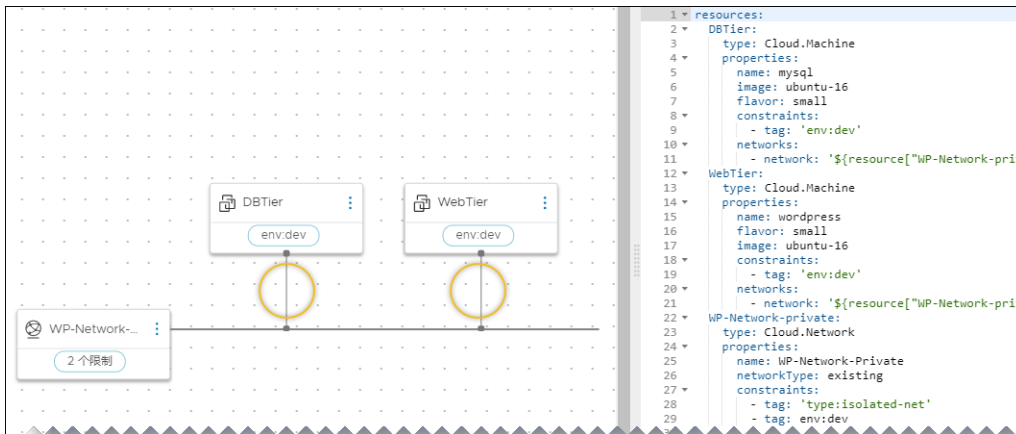 DBTier
env:dev
WebTier
env:dev
WP-Network-...
2 个限制
1 resources:
2 DBTier:
3 type: Cloud.Machine
4 properties:
5 name: mysql
6 image: ubuntu-16
7 flavor: small
8 constraints:
9 - tag: 'env:dev'
10 networks:
11 - network: '${resource["WP-Network-pri
12 WebTier:
13 type: Cloud.Machine
14 properties:
15 name: wordpress
16 flavor: small
17 image: ubuntu-16
18 constraints:
19 - tag: 'env:dev'
20 networks:
21 - network: '${resource["WP-Network-pri
22 WP-Network-private:
23 type: Cloud.Network
24 properties:
25 name: WP-Network-Private
26 networkType: existing
27 constraints:
28 - tag: 'type:isolated-net'
29 - tag: env:dev